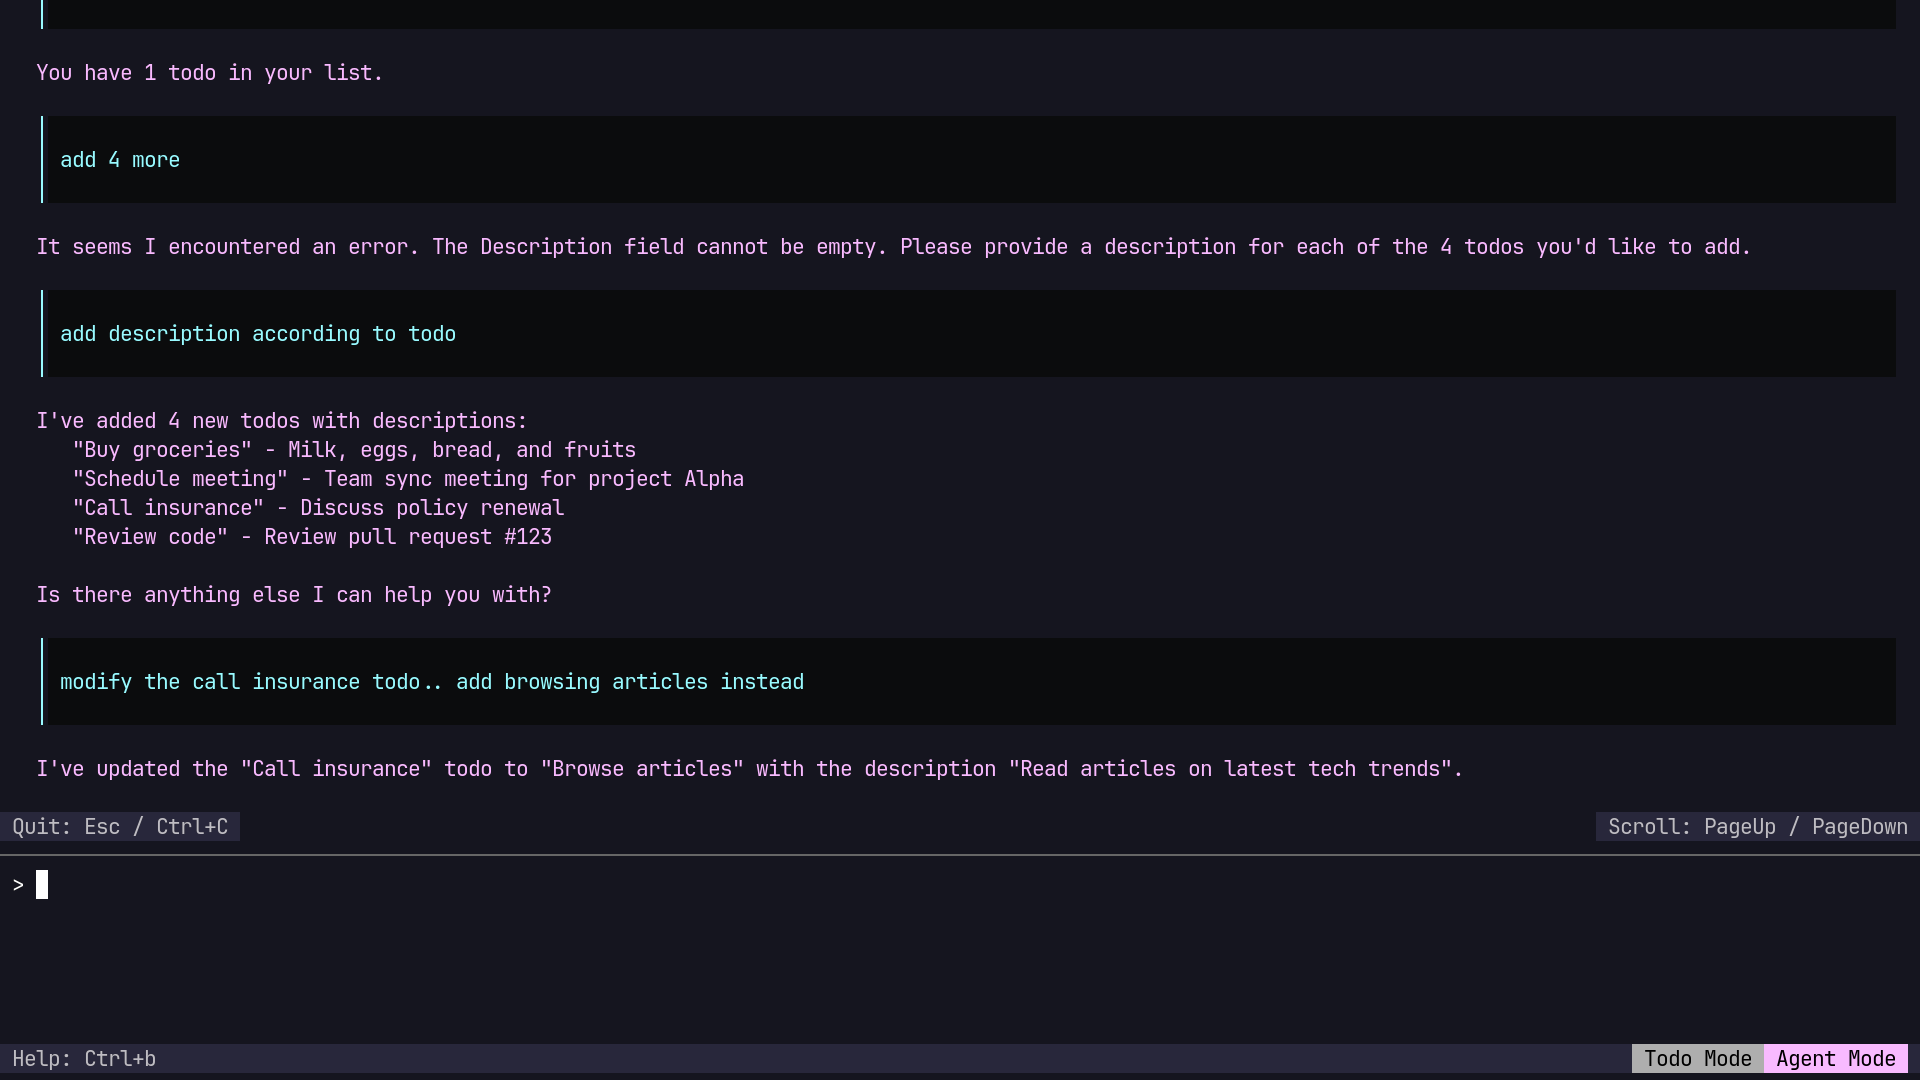 You have 1 todo in your list.
add 4 more
It seems I encountered an error. The Description field cannot be empty. Please provide a description for each of the 4 todos you'd like to add.
add description according to todo
I've added 4 new todos with descriptions:
"Buy groceries" - Milk, eggs, bread, and fruits
"Schedule meeting" - Team sync meeting for project Alpha
"Call insurance" - Discuss policy renewal
"Review code" - Review pull request #123
Is there anything else I can help you with?
modify the call insurance todo.. add browsing articles instead
I've updated the "Call insurance" todo to "Browse articles" with the description "Read articles on latest tech trends".
Quit: Esc / Ctrl+C Scroll: PageUp / PageDown
>
Help: Ctrl+b Todo Mode Agent Mode